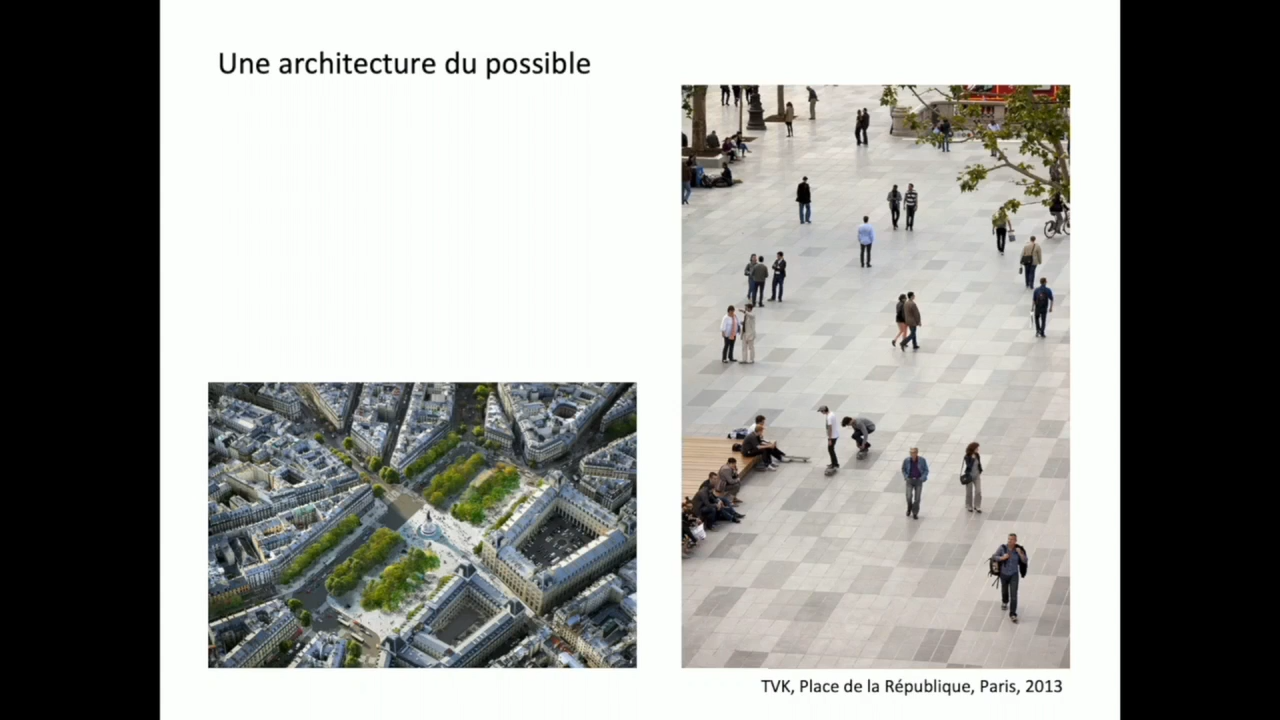 Une architecture du possible
TVK, Place de la République, Paris, 2013